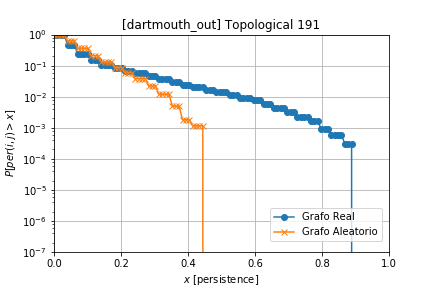 [dartmouth_out] Topological 191
P[per(i,j) > x]
10⁰
10⁻¹
10⁻²
10⁻³
10⁻⁴
10⁻⁵
10⁻⁶
10⁻⁷
Grafo Real
Grafo Aleatorio
0.0 0.2 0.4 0.6 0.8 1.0
x [persistence]